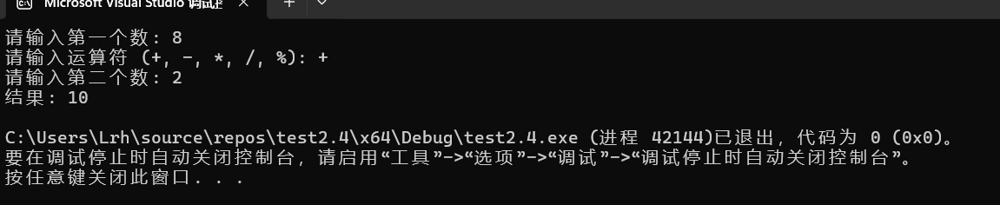 Microsoft Visual Studio 调试控
请输入第一个数: 8
请输入运算符 (+, -, *, /, %): +
请输入第二个数: 2
结果: 10
C:\Users\Lrh\source\repos\test2.4\x64\Debug\test2.4.exe (进程 42144)已退出，代码为 0 (0x0)。
要在调试停止时自动关闭控制台，请启用“工具”->“选项”->“调试”->“调试停止时自动关闭控制台”。
按任意键关闭此窗口. . .